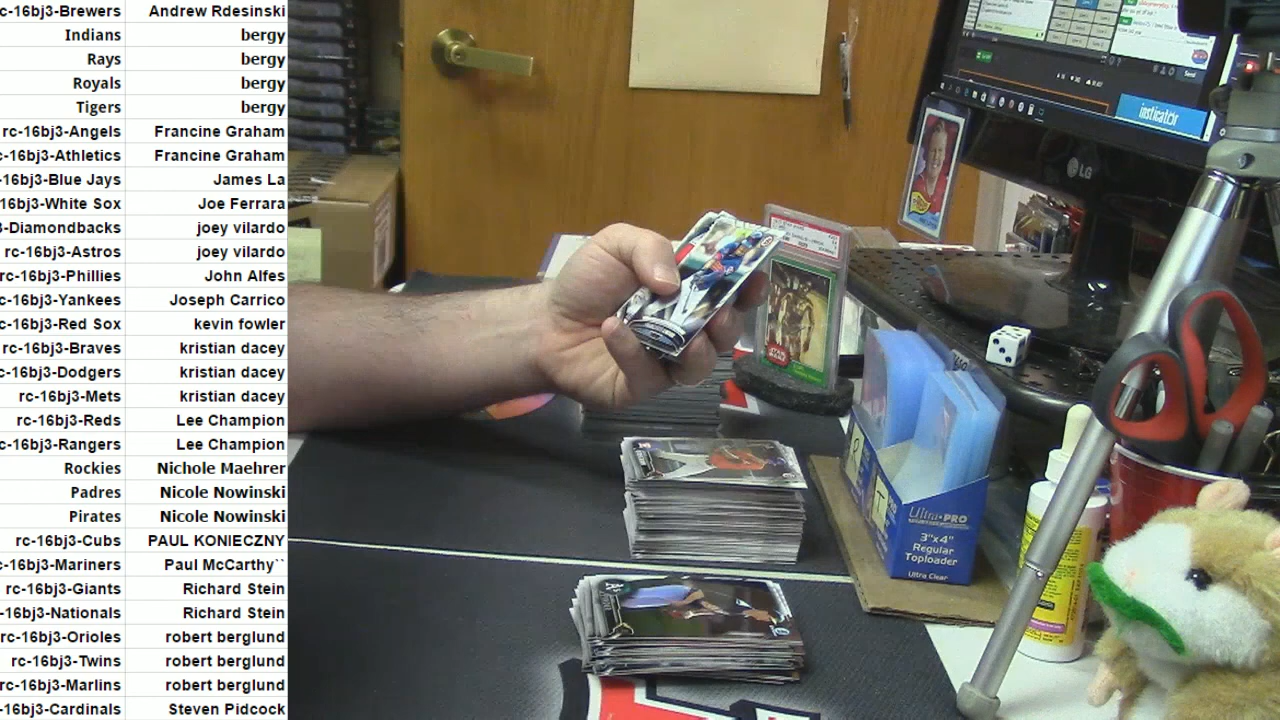 c-16bj3-Brewers Andrew Rdesinski
Indians bergy
Rays bergy
Royals bergy
Tigers bergy
rc-16bj3-Angels Francine Graham
c-16bj3-Athletics Francine Graham
-16bj3-Blue Jays James La
16bj3-White Sox Joe Ferrara
3-Diamondbacks joey vilardo
rc-16bj3-Astros joey vilardo
rc-16bj3-Phillies John Alfes
c-16bj3-Yankees Joseph Carrico
c-16bj3-Red Sox kevin fowler
rc-16bj3-Braves kristian dacey
c-16bj3-Dodgers kristian dacey
rc-16bj3-Mets kristian dacey
rc-16bj3-Reds Lee Champion
c-16bj3-Rangers Lee Champion
Rockies Nichole Maehrer
Padres Nicole Nowinski
Pirates Nicole Nowinski
rc-16bj3-Cubs PAUL KONIECZNY
c-16bj3-Mariners Paul McCarthy``
rc-16bj3-Giants Richard Stein
-16bj3-Nationals Richard Stein
rc-16bj3-Orioles robert berglund
rc-16bj3-Twins robert berglund
rc-16bj3-Marlins robert berglund
-16bj3-Cardinals Steven Pidcock
insticator
LG
STAR WARS
Ultra·PRO
3"x4"
Regular
Toploader
Ultra Clear